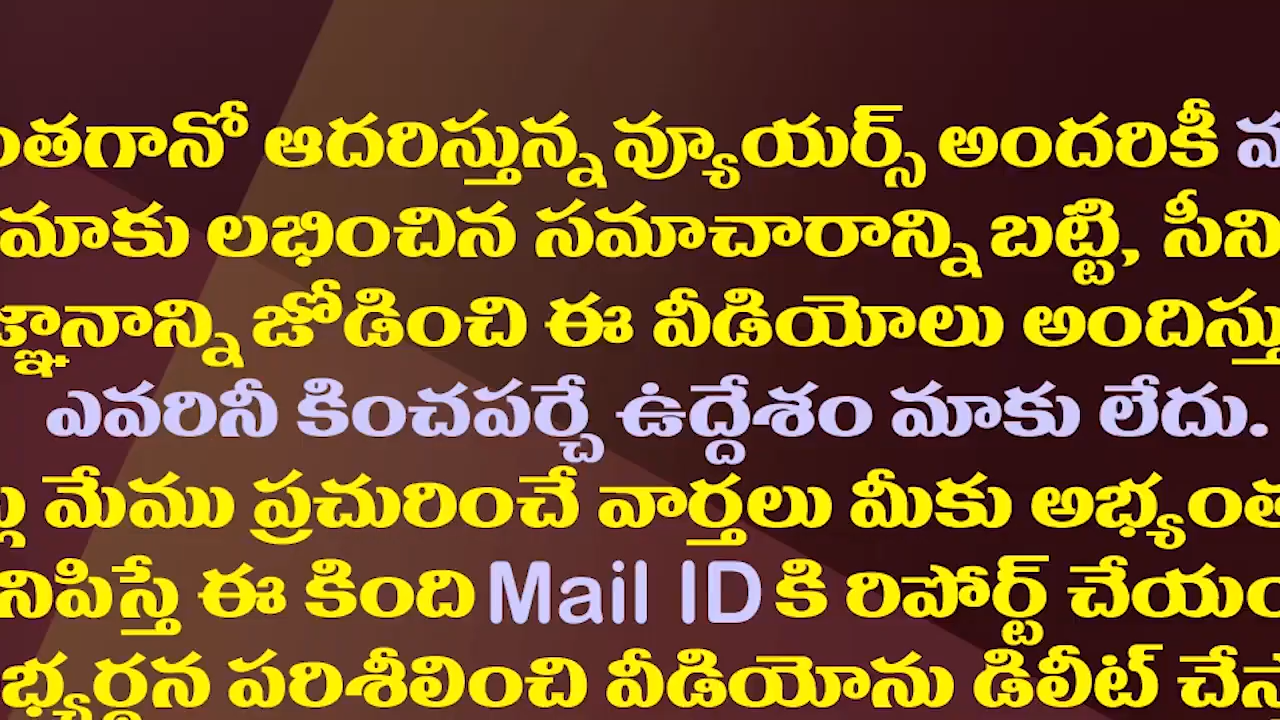 ంతగానో ఆదరిస్తున్న వ్యూయర్స్ అందరికీ
మాకు లభించిన సమాచారాన్ని బట్టి, సీని
జ్ఞానాన్ని జోడించి ఈ వీడియోలు అందిస్తు
ఎవరినీ కించపర్చే ఉద్దేశం మాకు లేదు.
మేము ప్రచురించే వార్తలు మీకు అభ్యంత
నిపిస్తే ఈ కింది Mail ID కి రిపోర్ట్ చేయం
భ్యర్థన పరిశీలించి వీడియోను డిలీట్ చేస